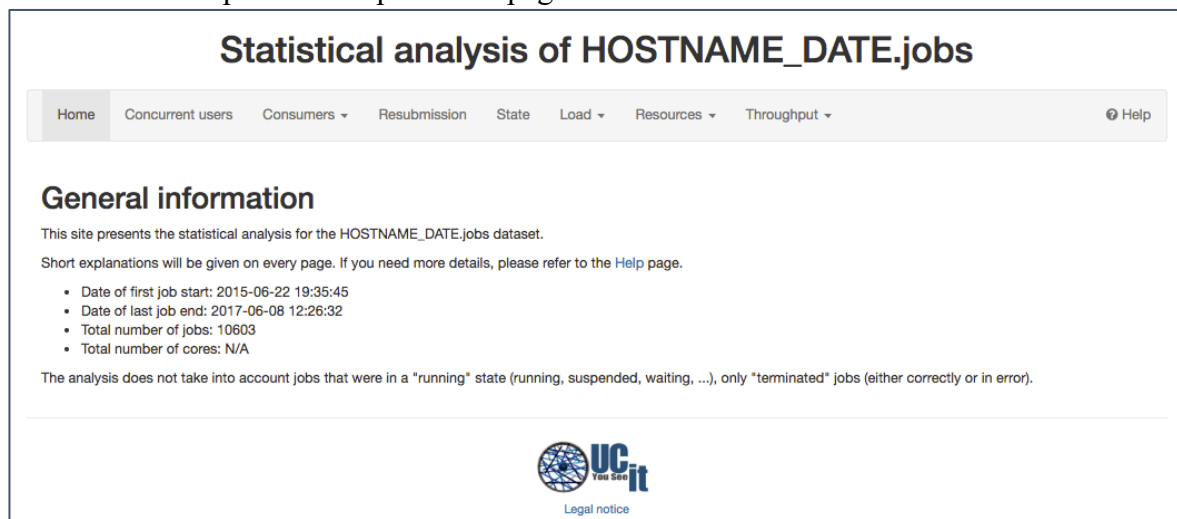 Statistical analysis of HOSTNAME_DATE.jobs
Home Concurrent users Consumers Resubmission State Load Resources Throughput Help
General information
This site presents the statistical analysis for the HOSTNAME_DATE.jobs dataset.
Short explanations will be given on every page. If you need more details, please refer to the Help page.
Date of first job start: 2015-06-22 19:35:45
Date of last job end: 2017-06-08 12:26:32
Total number of jobs: 10603
Total number of cores: N/A
The analysis does not take into account jobs that were in a "running" state (running, suspended, waiting, ...), only "terminated" jobs (either correctly or in error).
UCit
You See
Legal notice